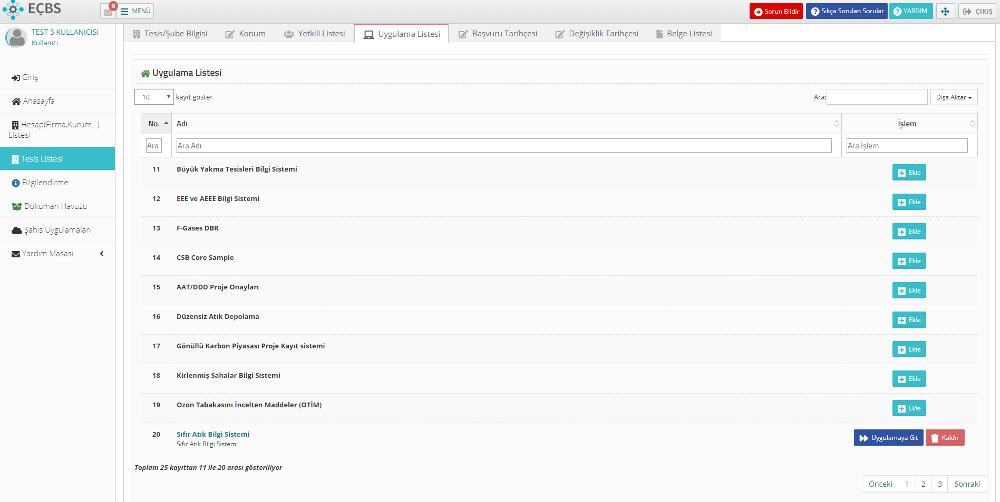 EÇBS
0
MENÜ
Sorun Bildir
Sıkça Sorulan Sorular
YARDIM
ÇIKIŞ
TEST 3 KULLANICISI
Kullanıcı
Giriş
Anasayfa
Hesap(Firma,Kurum...)
Listesi
Tesis Listesi
Bilgilendirme
Doküman Havuzu
Şahıs Uygulamaları
Yardım Masası
Tesis/Şube Bilgisi
Konum
Yetkili Listesi
Uygulama Listesi
Başvuru Tarihçesi
Değişiklik Tarihçesi
Belge Listesi
Uygulama Listesi
10 kayıt göster
Ara:
Dışa Aktar
No. Adı İşlem
Ara Ara Adı Ara İşlem
11 Büyük Yakma Tesisleri Bilgi Sistemi Ekle
12 EEE ve AEEE Bilgi Sistemi Ekle
13 F-Gases DBR Ekle
14 CSB Core Sample Ekle
15 AAT/DDD Proje Onayları Ekle
16 Düzensiz Atık Depolama Ekle
17 Gönüllü Karbon Piyasası Proje Kayıt sistemi Ekle
18 Kirlenmiş Sahalar Bilgi Sistemi Ekle
19 Ozon Tabakasını İncelten Maddeler (OTİM) Ekle
20 Sıfır Atık Bilgi Sistemi Uygulamaya Git Kaldır
Sıfır Atık Bilgi Sistemi
Toplam 25 kayıttan 11 ile 20 arası gösteriliyor
Önceki 1 2 3 Sonraki